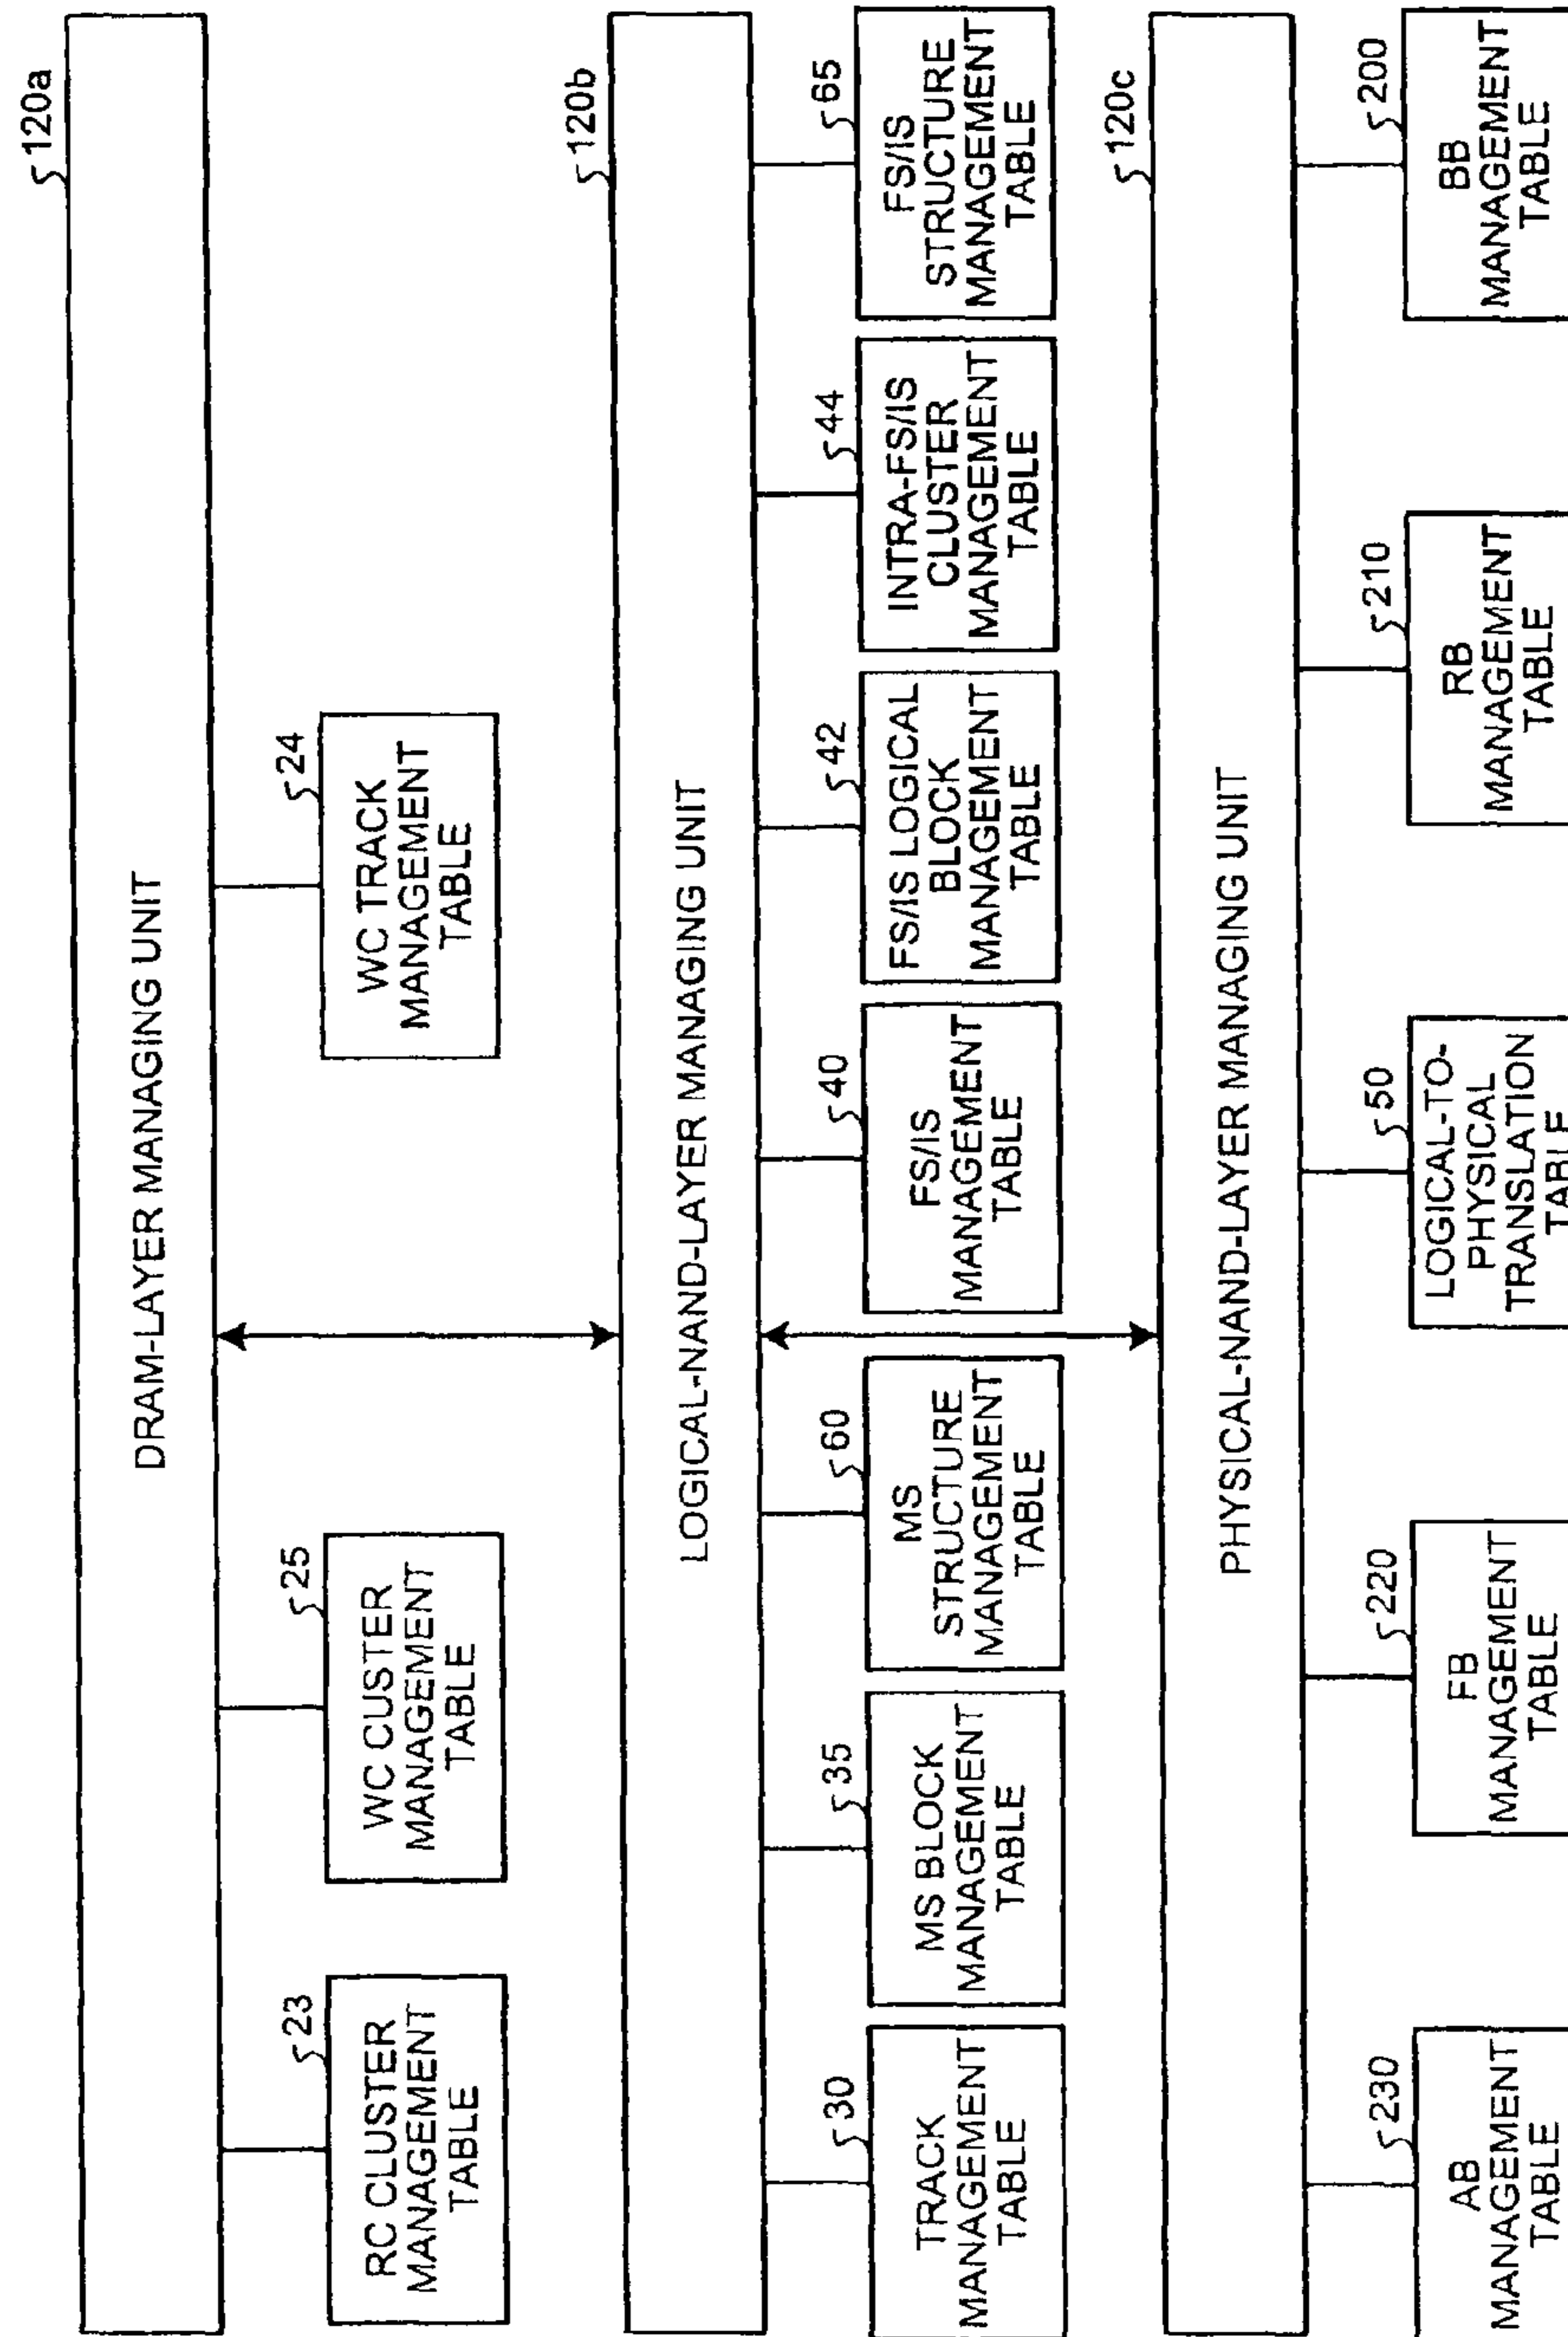 120a
DRAM-LAYER MANAGING UNIT
23
RC CLUSTER
MANAGEMENT
TABLE
25
WC CUSTER
MANAGEMENT
TABLE
24
WC TRACK
MANAGEMENT
TABLE
120b
LOGICAL-NAND-LAYER MANAGING UNIT
30
TRACK
MANAGEMENT
TABLE
35
MS BLOCK
MANAGEMENT
TABLE
60
MS
STRUCTURE
MANAGEMENT
TABLE
40
FS/IS
MANAGEMENT
TABLE
42
FS/IS LOGICAL
BLOCK
MANAGEMENT
TABLE
44
INTRA-FS/IS
CLUSTER
MANAGEMENT
TABLE
65
FS/IS
STRUCTURE
MANAGEMENT
TABLE
120c
PHYSICAL-NAND-LAYER MANAGING UNIT
230
AB
MANAGEMENT
TABLE
220
FB
MANAGEMENT
TABLE
50
LOGICAL-TO-
PHYSICAL
TRANSLATION
TABLE
210
RB
MANAGEMENT
TABLE
200
BB
MANAGEMENT
TABLE